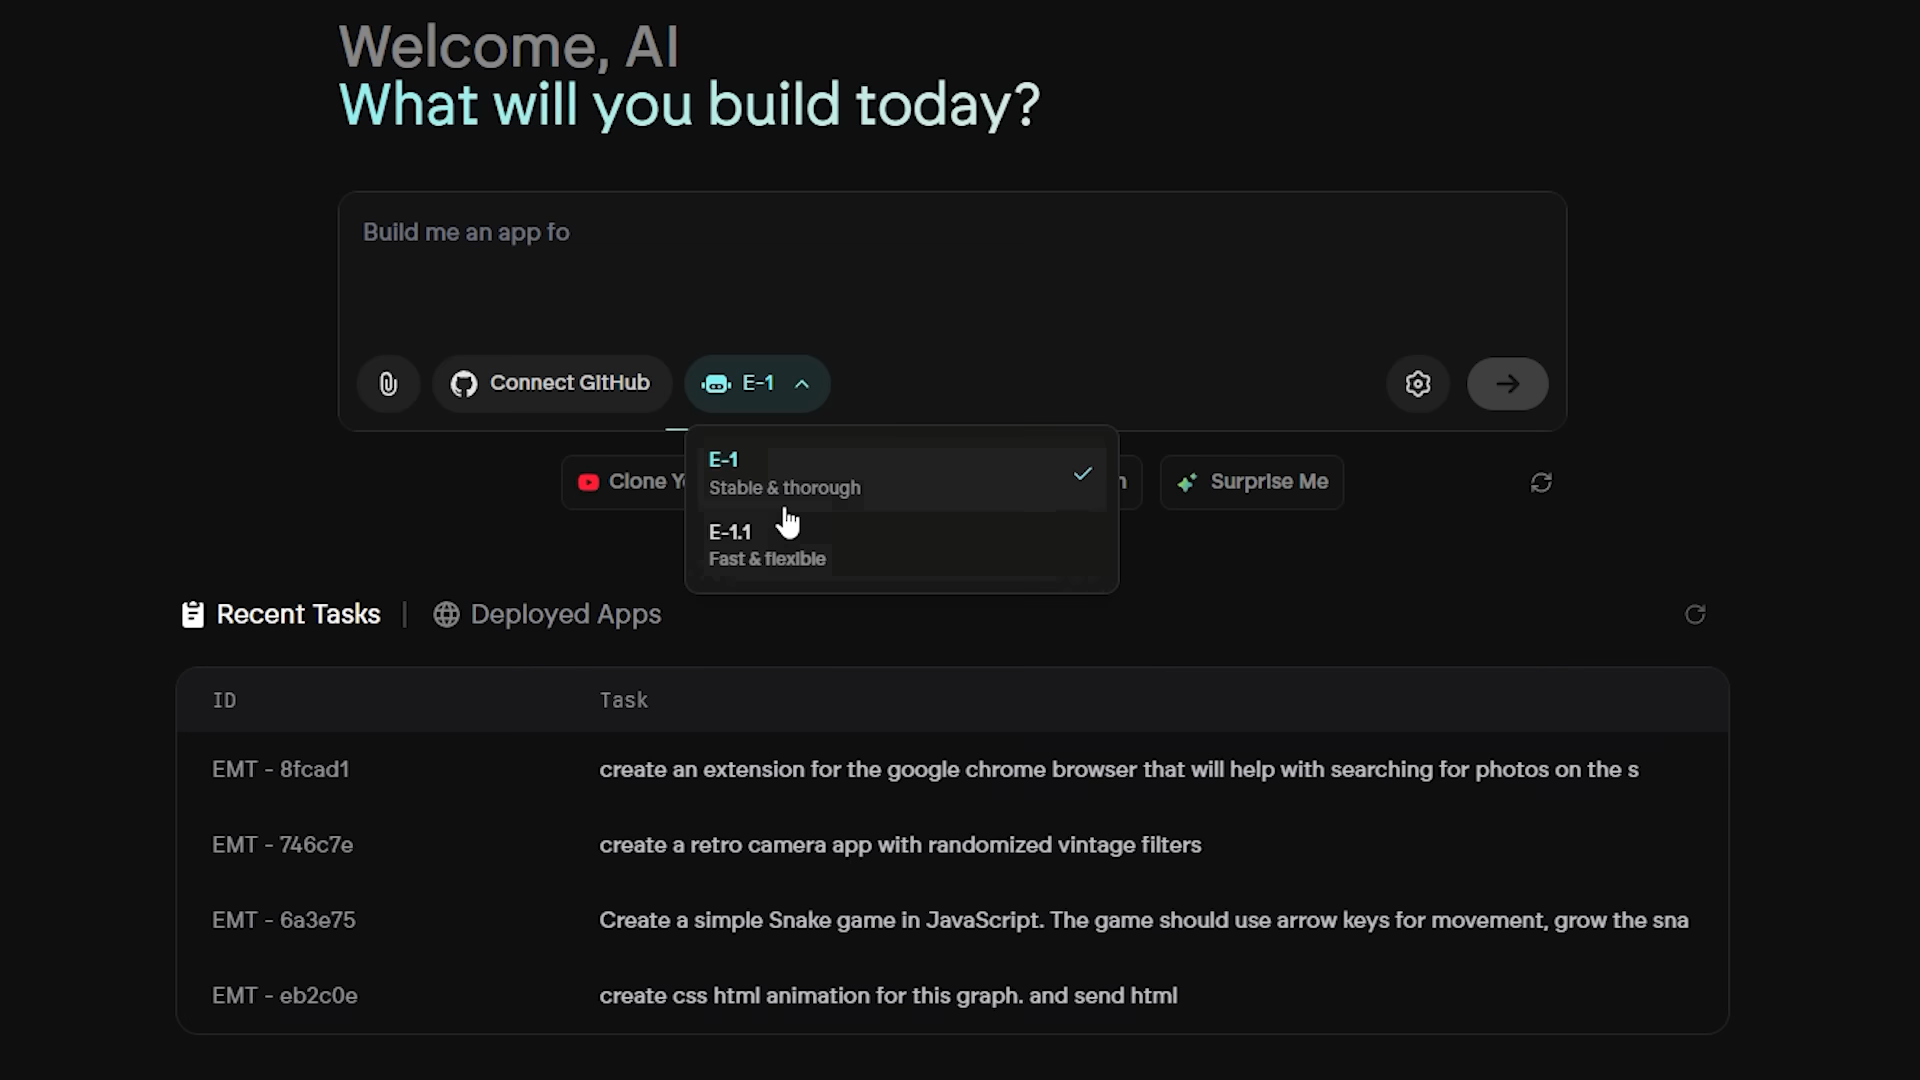 Welcome, AI
What will you build today?
Build me an app fo
Connect GitHub
E-1
E-1
Stable & thorough
E-1.1
Fast & flexible
Clone
Surprise Me
Recent Tasks
Deployed Apps
ID Task
EMT - 8fcad1 create an extension for the google chrome browser that will help with searching for photos on the s
EMT - 746c7e create a retro camera app with randomized vintage filters
EMT - 6a3e75 Create a simple Snake game in JavaScript. The game should use arrow keys for movement, grow the sna
EMT - eb2c0e create css html animation for this graph. and send html